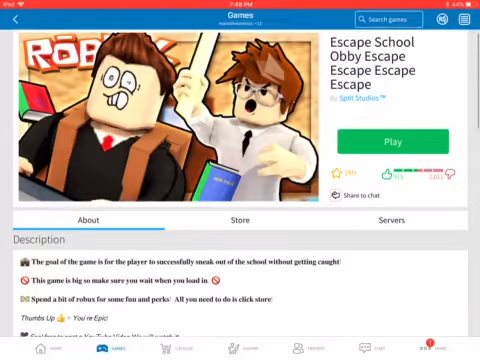 iPad
7:48 PM
44%
Games
Search games
ROBLOX
Escape School
Obby Escape
Escape Escape
Escape
by Split Studios™
Play
1M+
Share to chat
About
Store
Servers
Description
The goal of the game is for the player to successfully sneak out of the school without getting caught!
This game is big so make sure you wait when you load in
Spend a bit of robux for some fun and perks! All you need to do is click store!
Thumbs Up 👍 = You're Epic!
HOME
GAMES
CATALOG
AVATAR
FRIENDS
CHAT
MORE